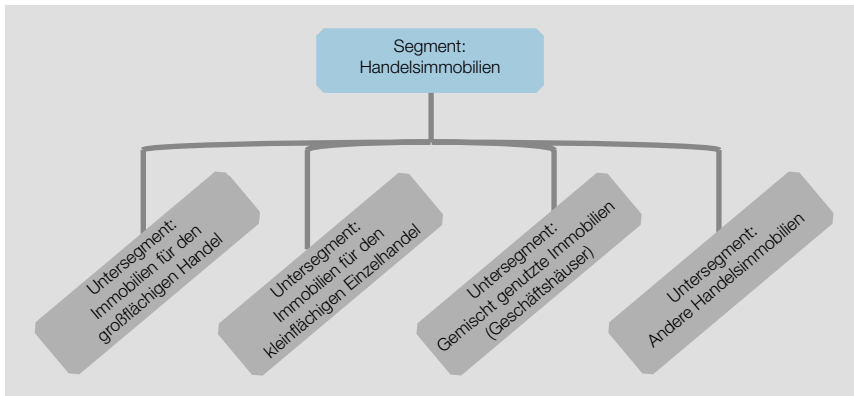 Segment:
Handelsimmobilien
Untersegment:
Immobilien für den
großflächigen Handel
Untersegment:
Immobilien für den
kleinflächigen Einzelhandel
Untersegment:
Gemischt genutzte Immobilien
(Geschäftshäuser)
Untersegment:
Andere Handelsimmobilien